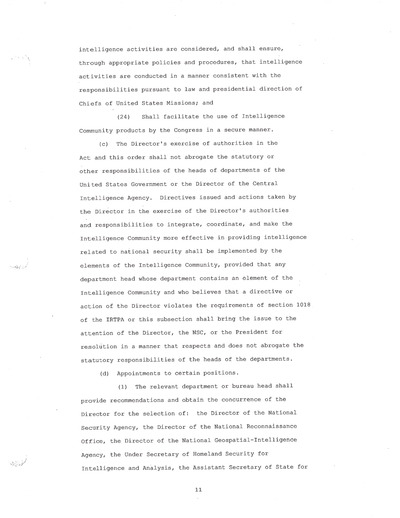 intelligence activities are considered, and shall ensure,
through appropriate policies and procedures, that intelligence
activities are conducted in a manner consistent with the
responsibilities pursuant to law and presidential direction of
Chiefs of United States Missions; and
(24) Shall facilitate the use of Intelligence
Community products by the Congress in a secure manner.
(c) The Director's exercise of authorities in the
Act and this order shall not abrogate the statutory or
other responsibilities of the heads of departments of the
United States Government or the Director of the Central
Intelligence Agency. Directives issued and actions taken by
the Director in the exercise of the Director's authorities
and responsibilities to integrate, coordinate, and make the
Intelligence Community more effective in providing intelligence
related to national security shall be implemented by the
elements of the Intelligence Community, provided that any
department head whose department contains an element of the
Intelligence Community and who believes that a directive or
action of the Director violates the requirements of section 1018
of the IRTPA or this subsection shall bring the issue to the
attention of the Director, the NSC, or the President for
resolution in a manner that respects and does not abrogate the
statutory responsibilities of the heads of the departments.
(d) Appointments to certain positions.
(1) The relevant department or bureau head shall
provide recommendations and obtain the concurrence of the
Director for the selection of: the Director of the National
Security Agency, the Director of the National Reconnaissance
Office, the Director of the National Geospatial-Intelligence
Agency, the Under Secretary of Homeland Security for
Intelligence and Analysis, the Assistant Secretary of State for
11